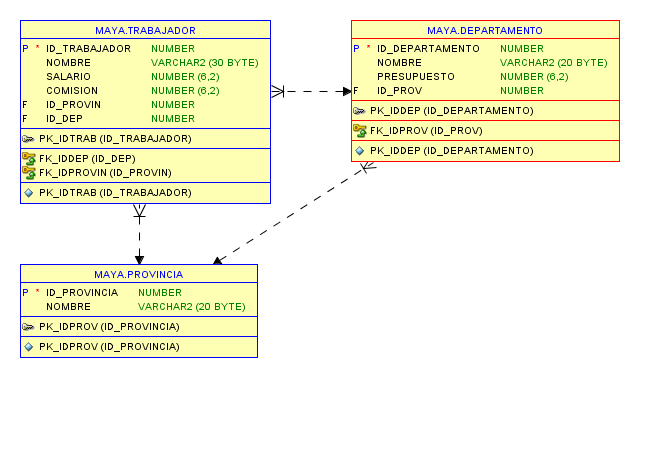 MAYA.TRABAJADOR
P * ID_TRABAJADOR NUMBER
NOMBRE VARCHAR2 (30 BYTE)
SALARIO NUMBER (6,2)
COMISION NUMBER (6,2)
F ID_PROVIN NUMBER
F ID_DEP NUMBER
PK_IDTRAB (ID_TRABAJADOR)
FK_IDDEP (ID_DEP)
FK_IDPROVIN (ID_PROVIN)
PK_IDTRAB (ID_TRABAJADOR)
MAYA.DEPARTAMENTO
P * ID_DEPARTAMENTO NUMBER
NOMBRE VARCHAR2 (20 BYTE)
PRESUPUESTO NUMBER (6,2)
F ID_PROV NUMBER
PK_IDDEP (ID_DEPARTAMENTO)
FK_IDPROV (ID_PROV)
PK_IDDEP (ID_DEPARTAMENTO)
MAYA.PROVINCIA
P * ID_PROVINCIA NUMBER
NOMBRE VARCHAR2 (20 BYTE)
PK_IDPROV (ID_PROVINCIA)
PK_IDPROV (ID_PROVINCIA)